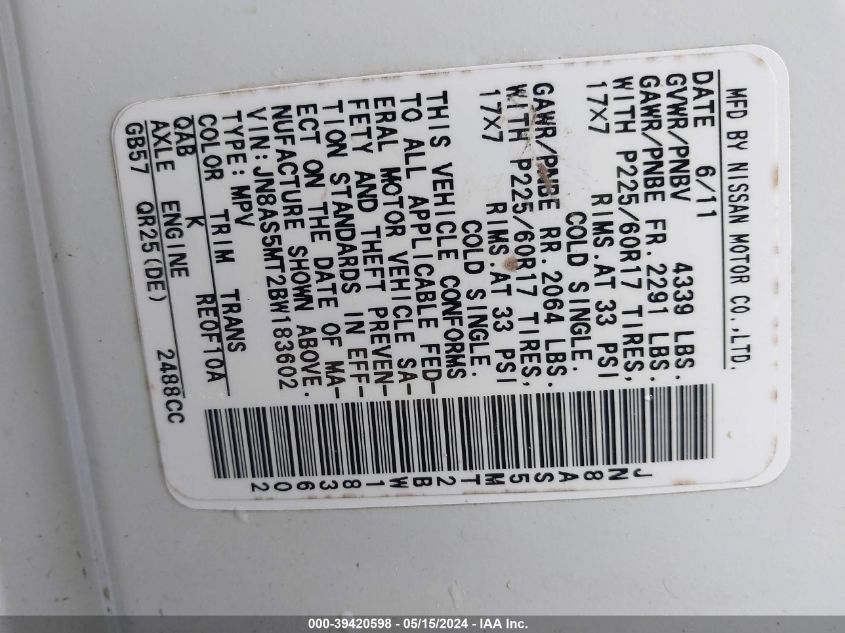 MFD BY NISSAN MOTOR CO.,LTD.
DATE 6/11
GVWR/PNBV 4339 LBS.
GAWR/PNBE FR. 2291 LBS.
WITH P225/60R17 TIRES,
17X7 RIMS.AT 33 PSI
COLD SINGLE.
GAWR/PNBE RR. 2064 LBS.
WITH P225/60R17 TIRES,
17X7 RIMS. AT 33 PSI
COLD SINGLE.
THIS VEHICLE CONFORMS
TO ALL APPLICABLE FED-
ERAL MOTOR VEHICLE SA-
FETY AND THEFT PREVEN-
TION STANDARDS IN EFF-
ECT ON THE DATE OF MA-
NUFACTURE SHOWN ABOVE.
VIN: JN8AS5MT2BW183602
TYPE: MPV
COLOR TRIM TRANS
QAB K RE0F10A
AXLE ENGINE
GB57 QR25(DE) 2488CC
JN8AS5MT2BW183602
000-39420598 - 05/15/2024 - IAA Inc.